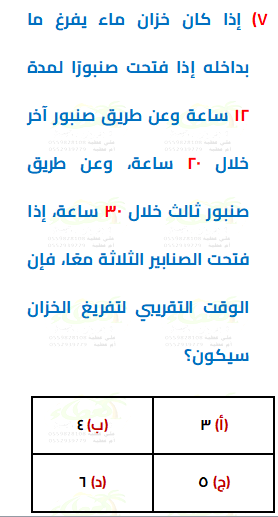 ٧) إذا كان خزان ماء يفرغ ما
بداخله إذا فتحت صنبورًا لمدة
١٢ ساعة وعن طريق صنبور آخر
خلال ٢٠ ساعة، وعن طريق
صنبور ثالث خلال ٣٠ ساعة، إذا
فتحت الصنابير الثلاثة معًا، فإن
الوقت التقريبي لتفريغ الخزان
سيكون؟
(أ) ٣
(ب) ٤
(ج) ٥
(د) ٦